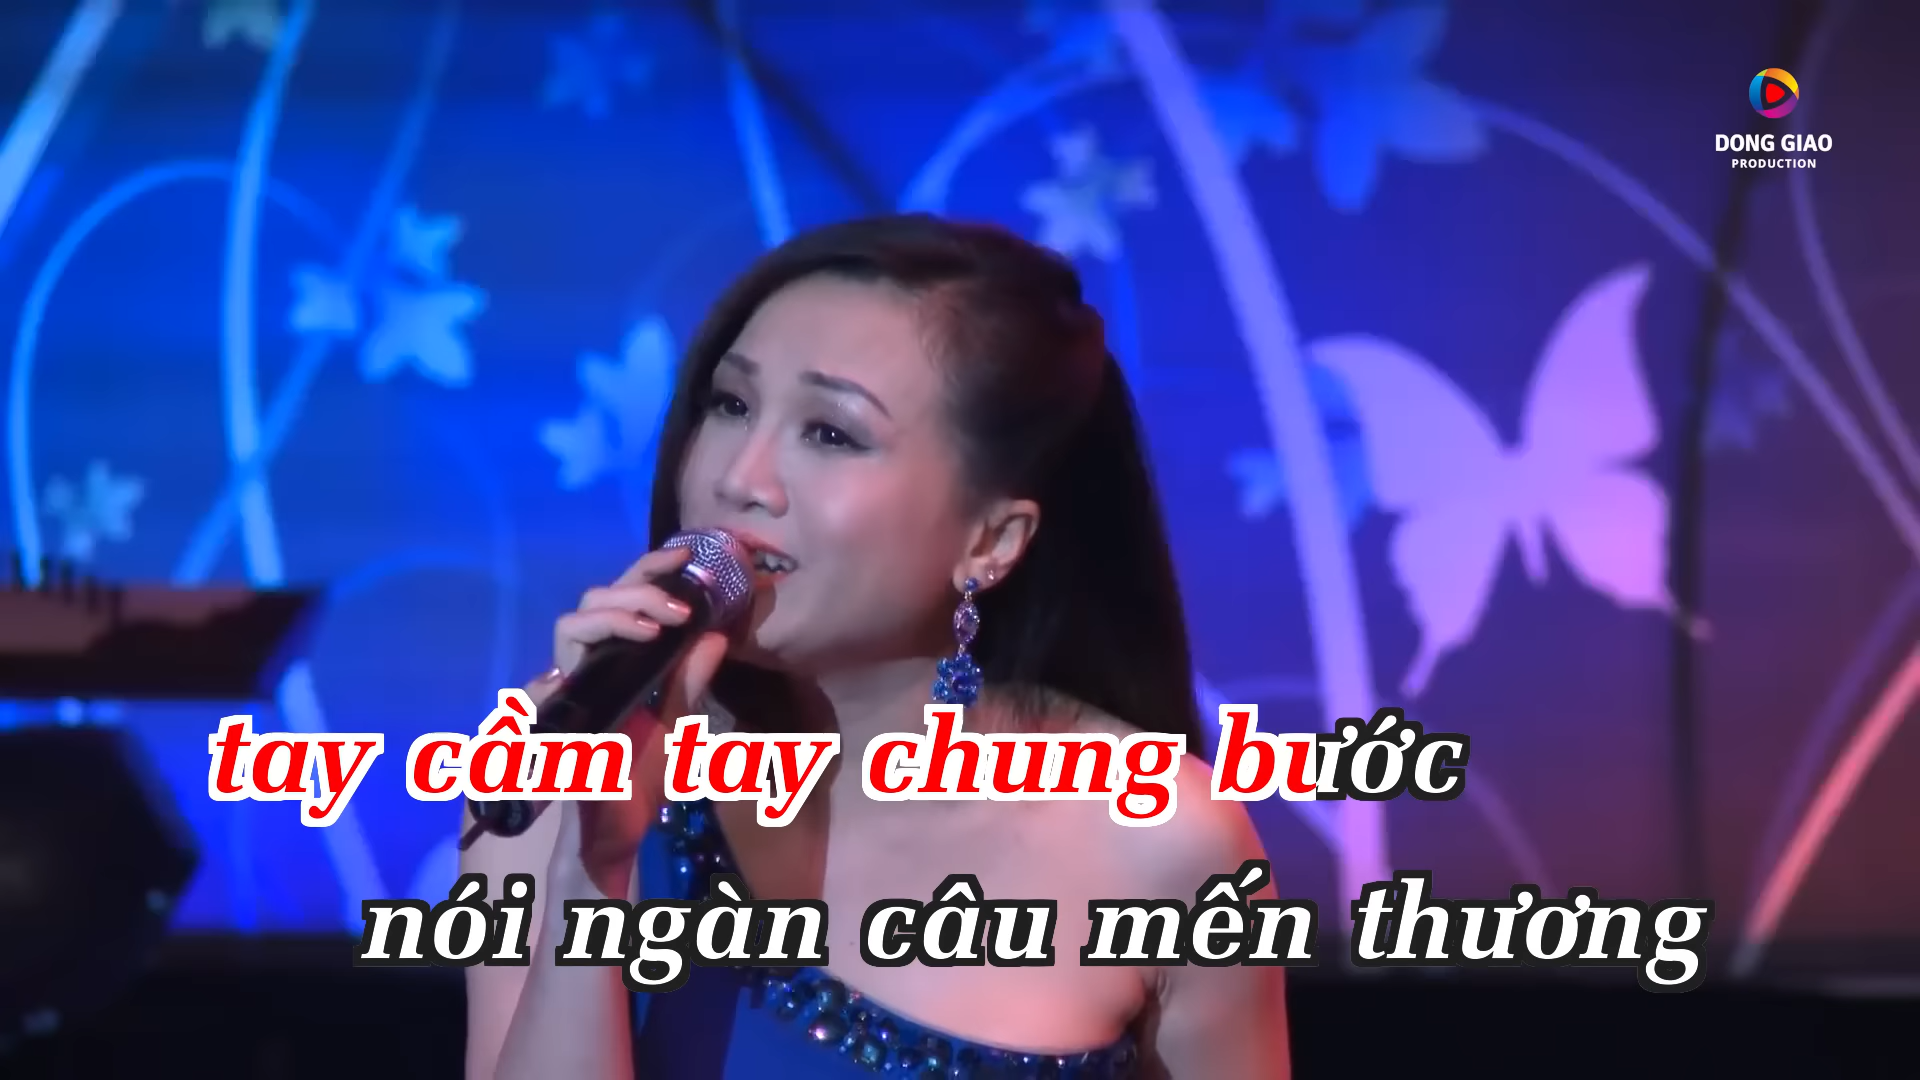 DONG GIAO
PRODUCTION
tay cầm tay chung bước
nói ngàn câu mến thương